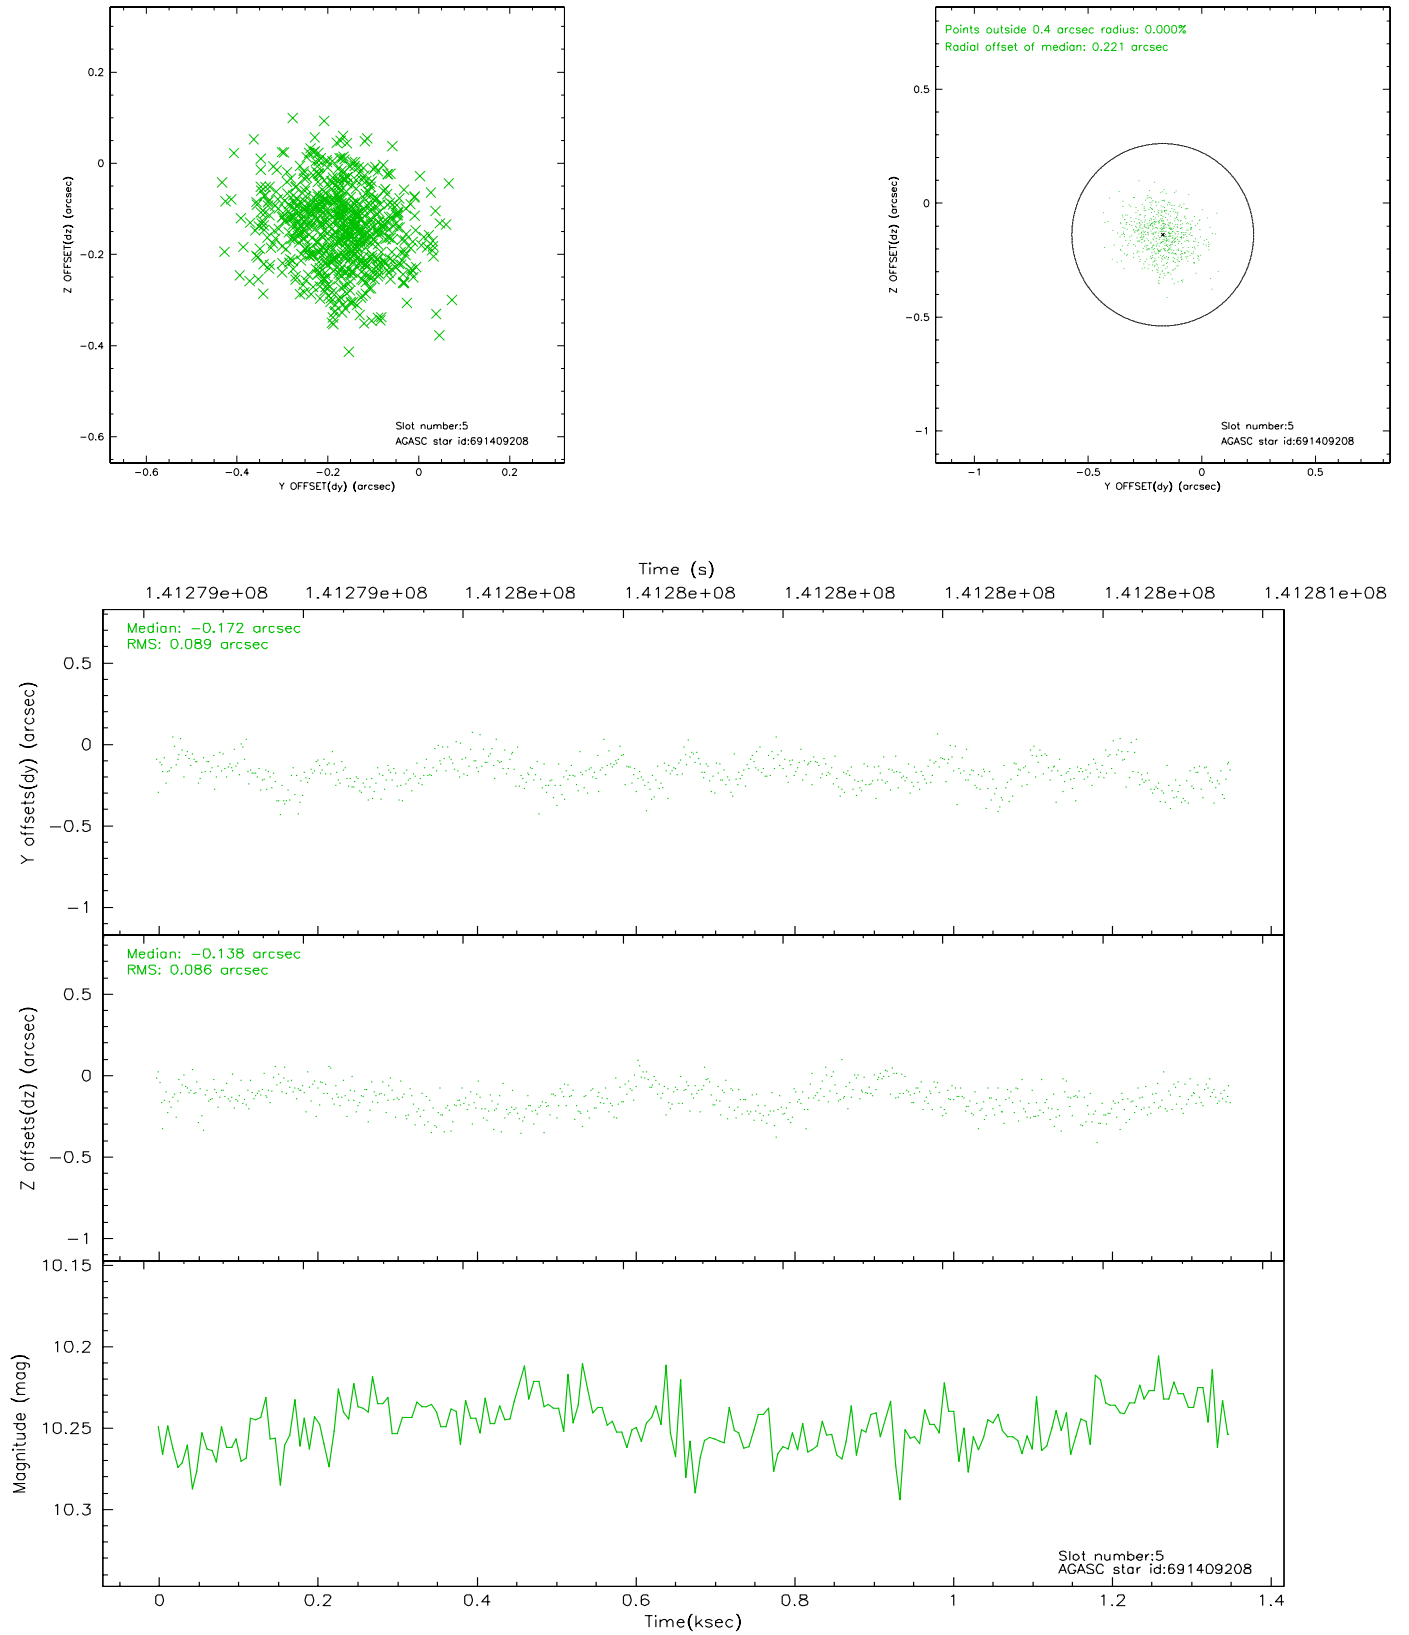 0.2
0
-0.2
-0.4
-0.6
Z OFFSET(dz) (arcsec)
Slot number:5
AGASC star id:691409208
-0.6 -0.4 -0.2 0 0.2
Y OFFSET(dy) (arcsec)
Points outside 0.4 arcsec radius: 0.000%
Radial offset of median: 0.221 arcsec
0.5
0
-0.5
-1
Z OFFSET(dz) (arcsec)
Slot number:5
AGASC star id:691409208
-1 -0.5 0 0.5
Y OFFSET(dy) (arcsec)
Time (s)
1.41279e+08 1.41279e+08 1.4128e+08 1.4128e+08 1.4128e+08 1.4128e+08 1.4128e+08 1.41281e+08
Median: -0.172 arcsec
RMS: 0.089 arcsec
0.5
0
-0.5
-1
Y offsets(dy) (arcsec)
Median: -0.138 arcsec
RMS: 0.086 arcsec
0.5
0
-0.5
-1
Z offsets(dz) (arcsec)
10.15
10.2
10.25
10.3
Magnitude (mag)
Slot number:5
AGASC star id:691409208
0 0.2 0.4 0.6 0.8 1 1.2 1.4
Time(ksec)